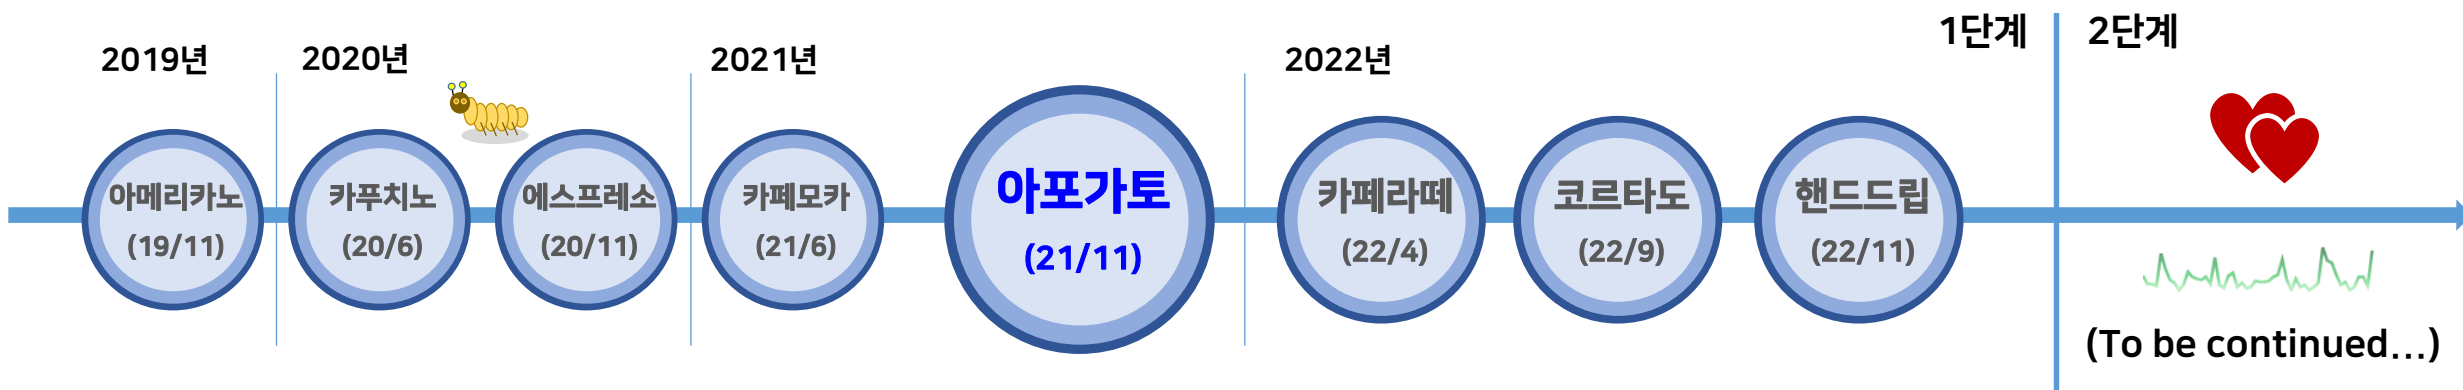 2019년
2020년
2021년
2022년
1단계
2단계
아메리카노
(19/11)
카푸치노
(20/6)
에스프레소
(20/11)
카페모카
(21/6)
아포가토
(21/11)
카페라떼
(22/4)
코르타도
(22/9)
핸드드립
(22/11)
(To be continued...)